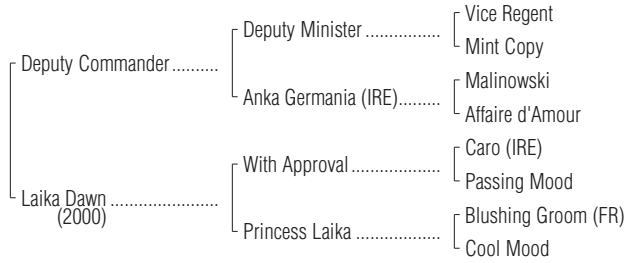 Vice Regent
Deputy Minister ................
Mint Copy
Deputy Commander ..........
Malinowski
Anka Germania (IRE).........
Affaire d'Amour
Caro (IRE)
With Approval ...................
Passing Mood
Laika Dawn .......................
(2000)
Blushing Groom (FR)
Princess Laika ..................
Cool Mood